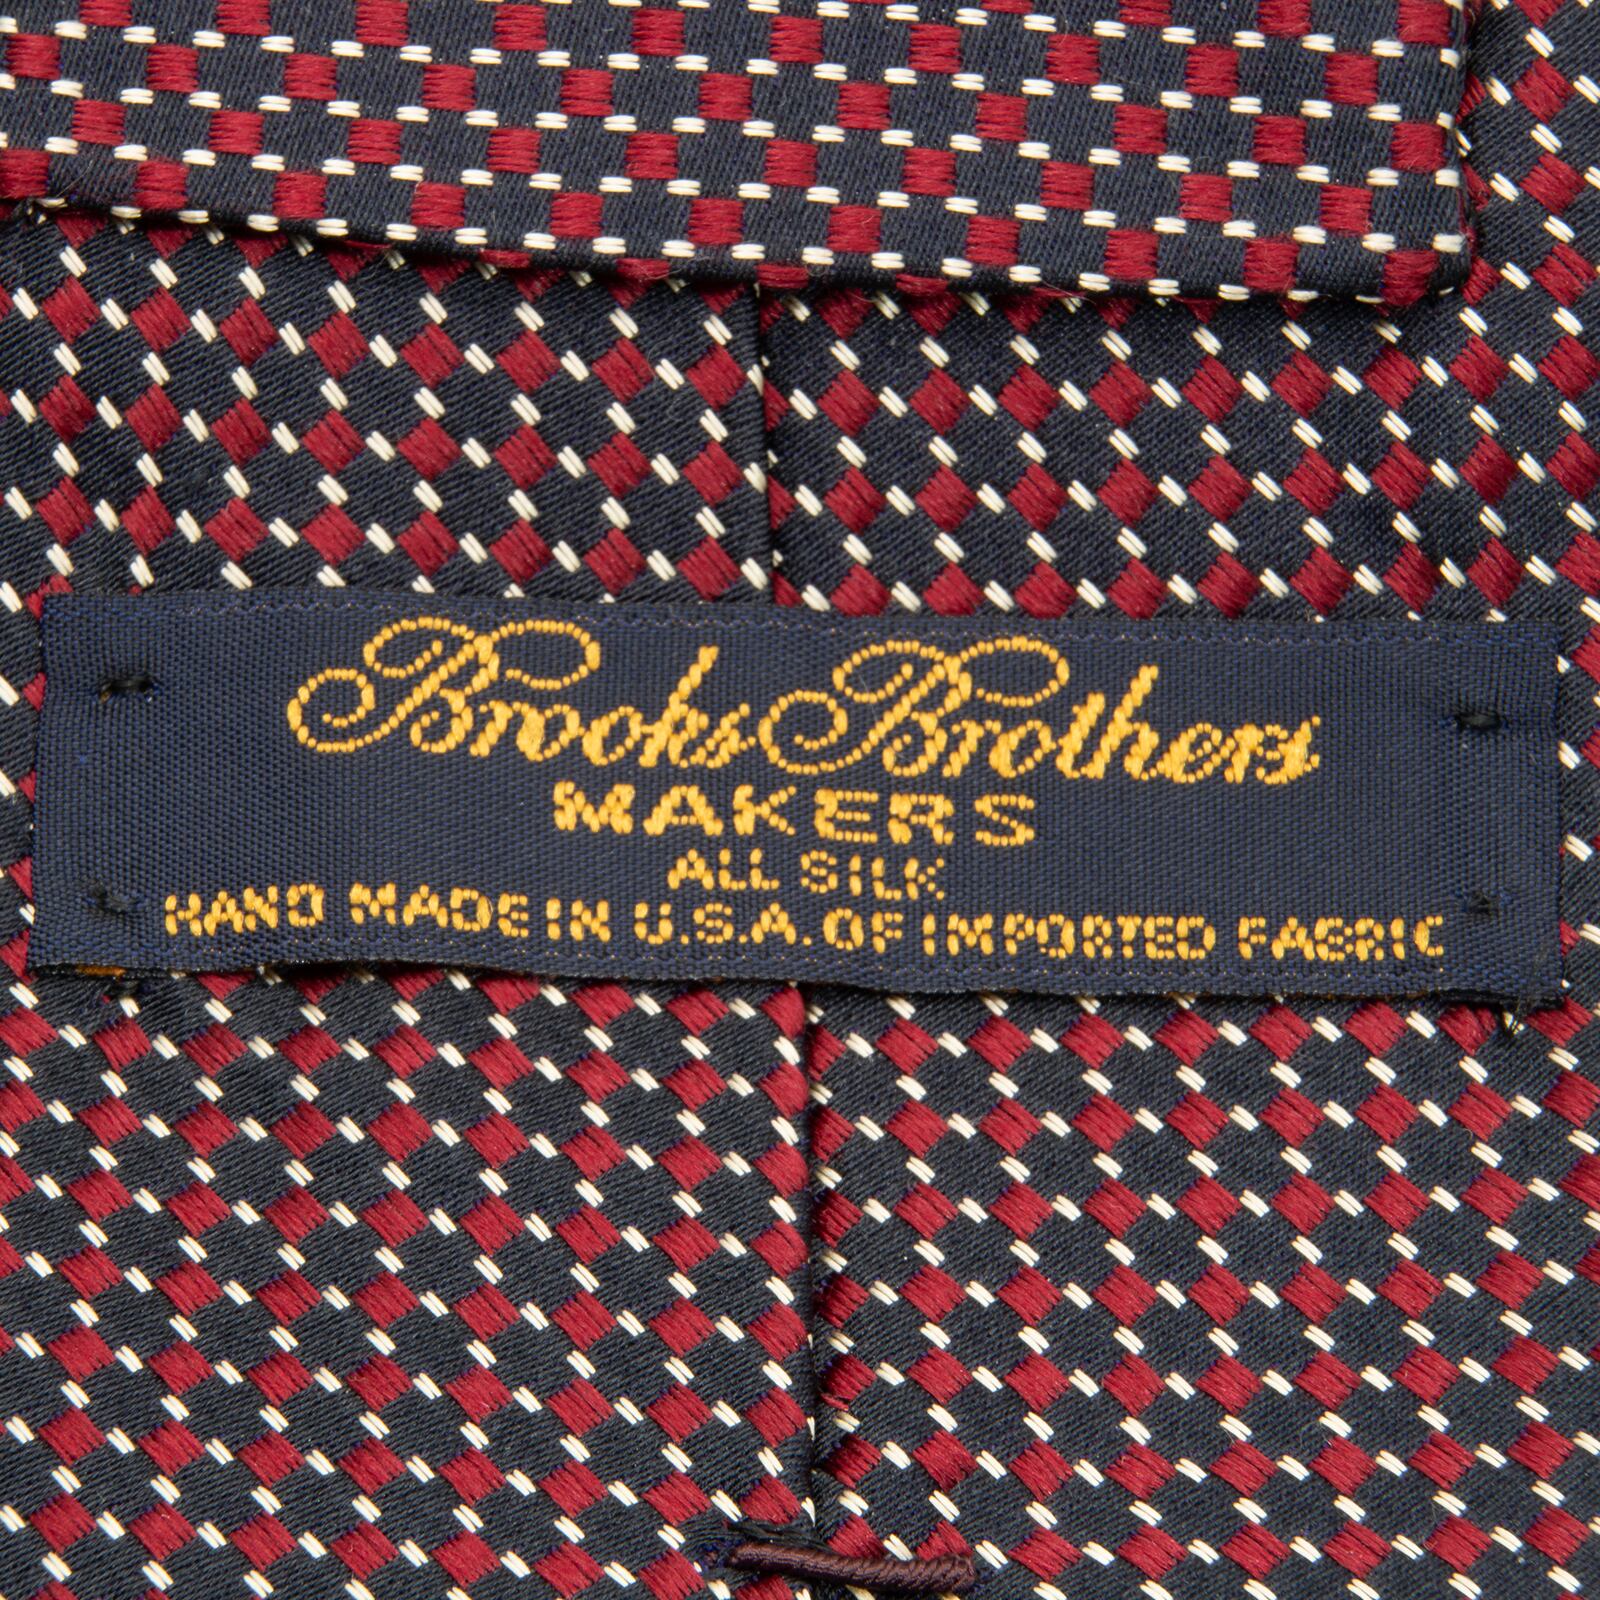 Brooks Brothers
MAKERS
ALL SILK
HAND MADE IN U.S.A. OF IMPORTED FABRIC